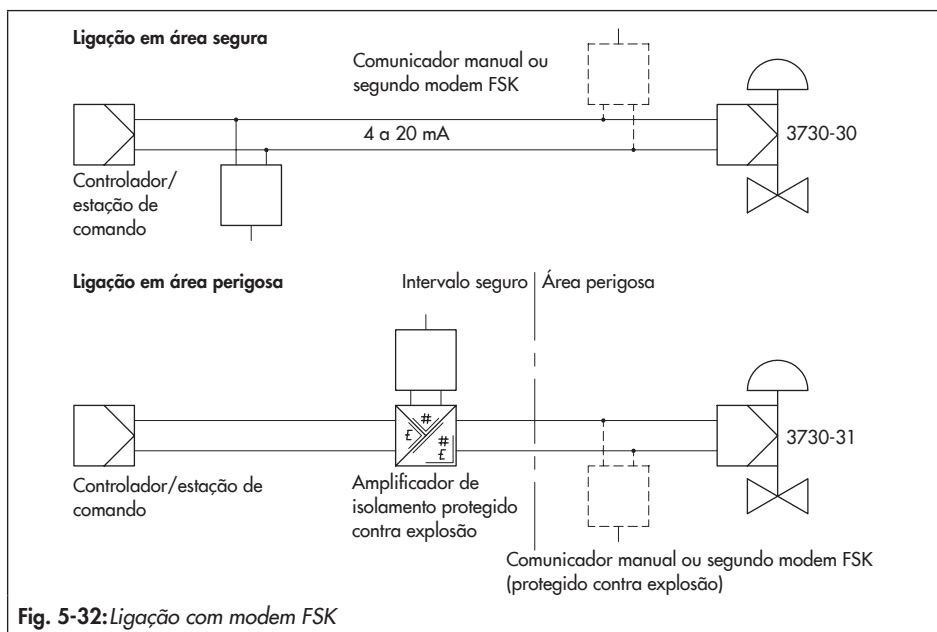 Ligação em área segura
Comunicador manual ou
segundo modem FSK
4 a 20 mA
3730-30
Controlador/
estação de
comando
Ligação em área perigosa
Intervalo seguro
Área perigosa
#
£
#
£
3730-31
Controlador/estação de
comando
Amplificador de
isolamento protegido
contra explosão
Comunicador manual ou segundo modem FSK
(protegido contra explosão)
Fig. 5-32: Ligação com modem FSK